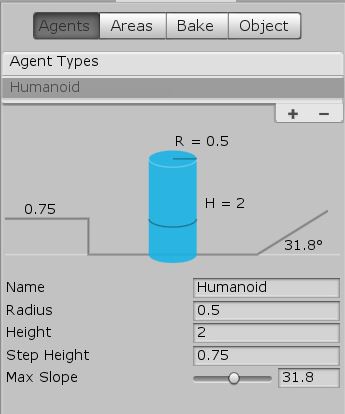 Agents Areas Bake Object
Agent Types
Humanoid
+ −
R = 0.5
0.75
H = 2
31.8°
Name Humanoid
Radius 0.5
Height 2
Step Height 0.75
Max Slope 31.8